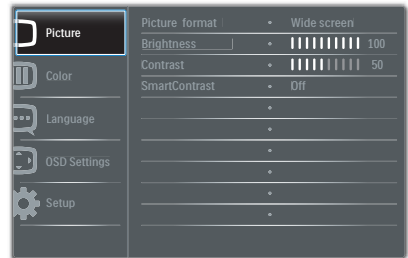 Picture
Color
Language
OSD Settings
Setup
Picture format • Wide screen
Brightness • 100
Contrast • 50
SmartContrast • Off